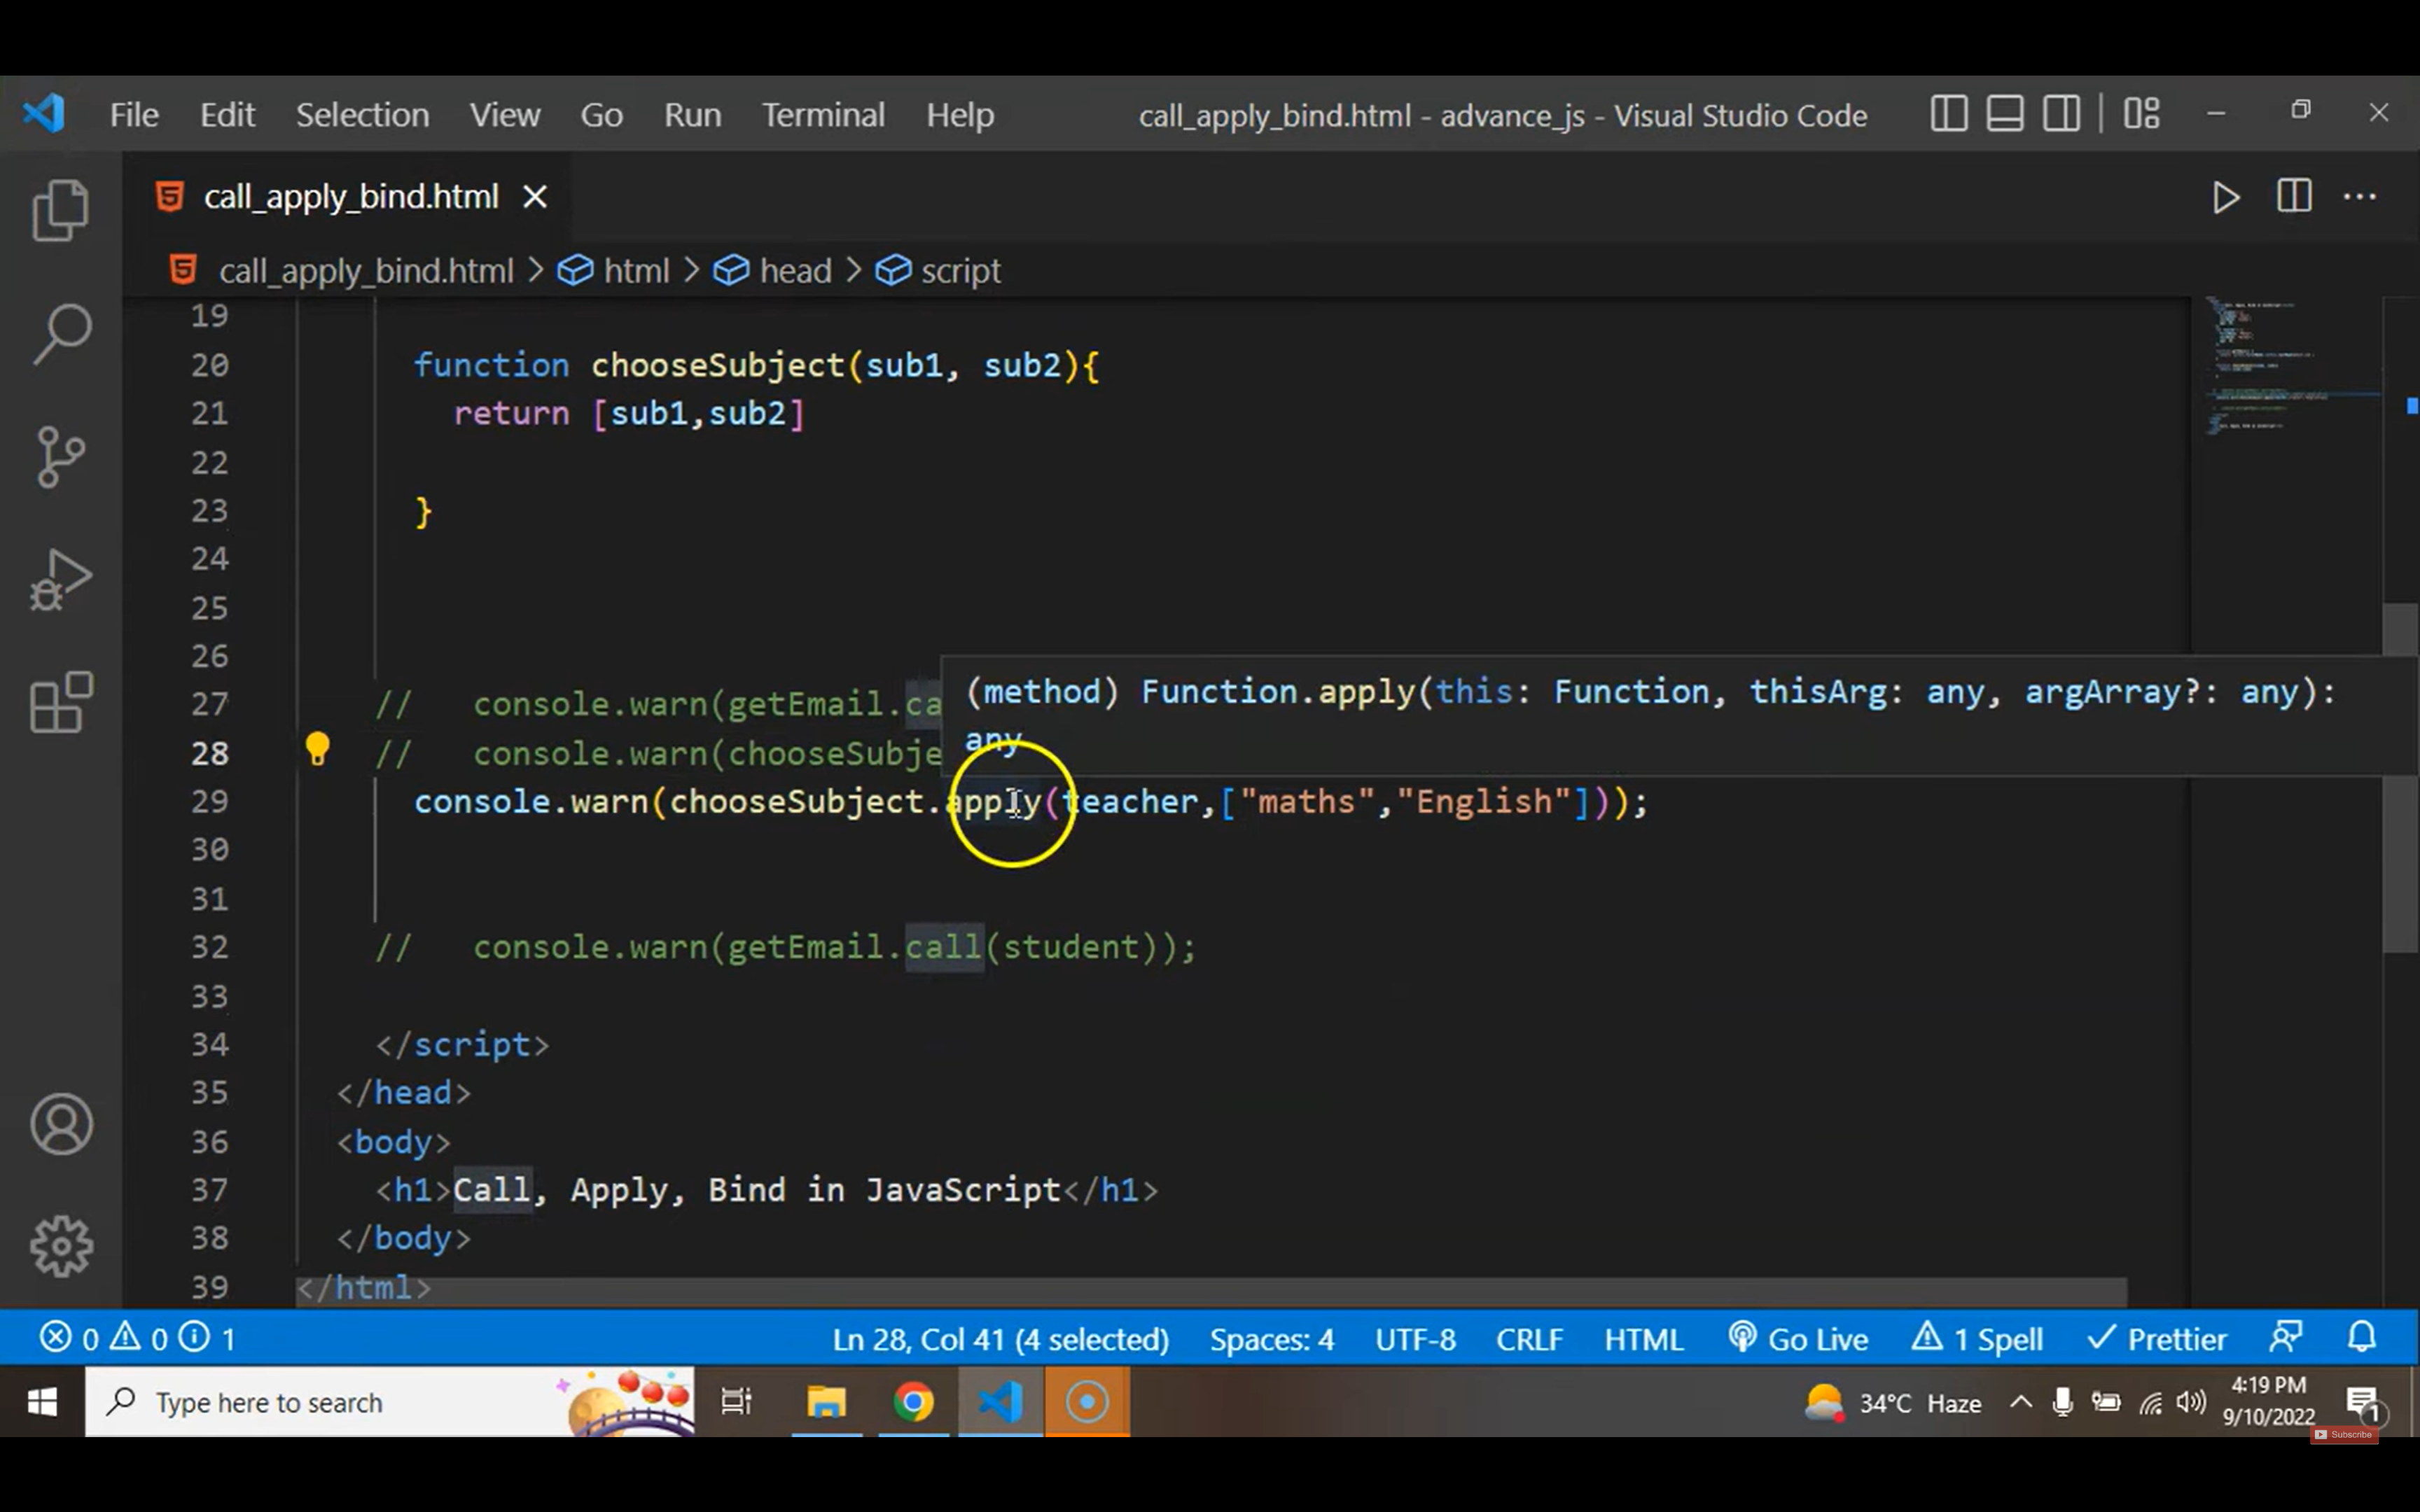 File Edit Selection View Go Run Terminal Help call_apply_bind.html - advance_js - Visual Studio Code
call_apply_bind.html
call_apply_bind.html > html > head > script
19
20 function chooseSubject(sub1, sub2){
21 return [sub1,sub2]
22
23 }
24
25
26
(method) Function.apply(this: Function, thisArg: any, argArray?: any):
any
27 // console.warn(getEmail.ca
28 // console.warn(chooseSubje
29 console.warn(chooseSubject.apply(teacher,["maths","English"]));
30
31
32 // console.warn(getEmail.call(student));
33
34 </script>
35 </head>
36 <body>
37 <h1>Call, Apply, Bind in JavaScript</h1>
38 </body>
39 </html>
0 0 1 Ln 28, Col 41 (4 selected) Spaces: 4 UTF-8 CRLF HTML Go Live 1 Spell Prettier
Type here to search 34°C Haze 4:19 PM
9/10/2022 1
Subscribe